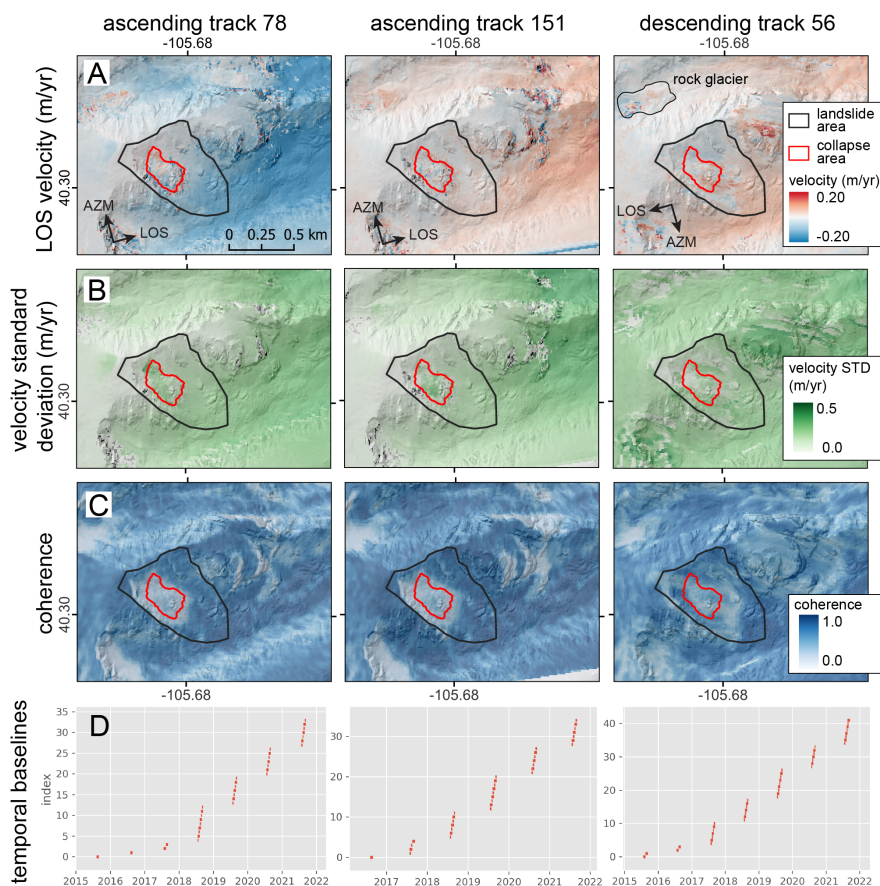 ascending track 78
ascending track 151
descending track 56
-105.68
-105.68
-105.68
A
LOS velocity (m/yr)
40.30
AZM
LOS
0 0.25 0.5 km
AZM
LOS
rock glacier
LOS
AZM
landslide
area
collapse
area
velocity (m/yr)
0.20
-0.20
B
velocity standard
deviation (m/yr)
40.30
velocity STD
(m/yr)
0.5
0.0
C
coherence
40.30
coherence
1.0
0.0
-105.68
-105.68
-105.68
D
temporal baselines
index
35
30
25
20
15
10
5
0
2015 2016 2017 2018 2019 2020 2021 2022
30
20
10
0
2017 2018 2019 2020 2021 2022
40
30
20
10
0
2015 2016 2017 2018 2019 2020 2021 2022